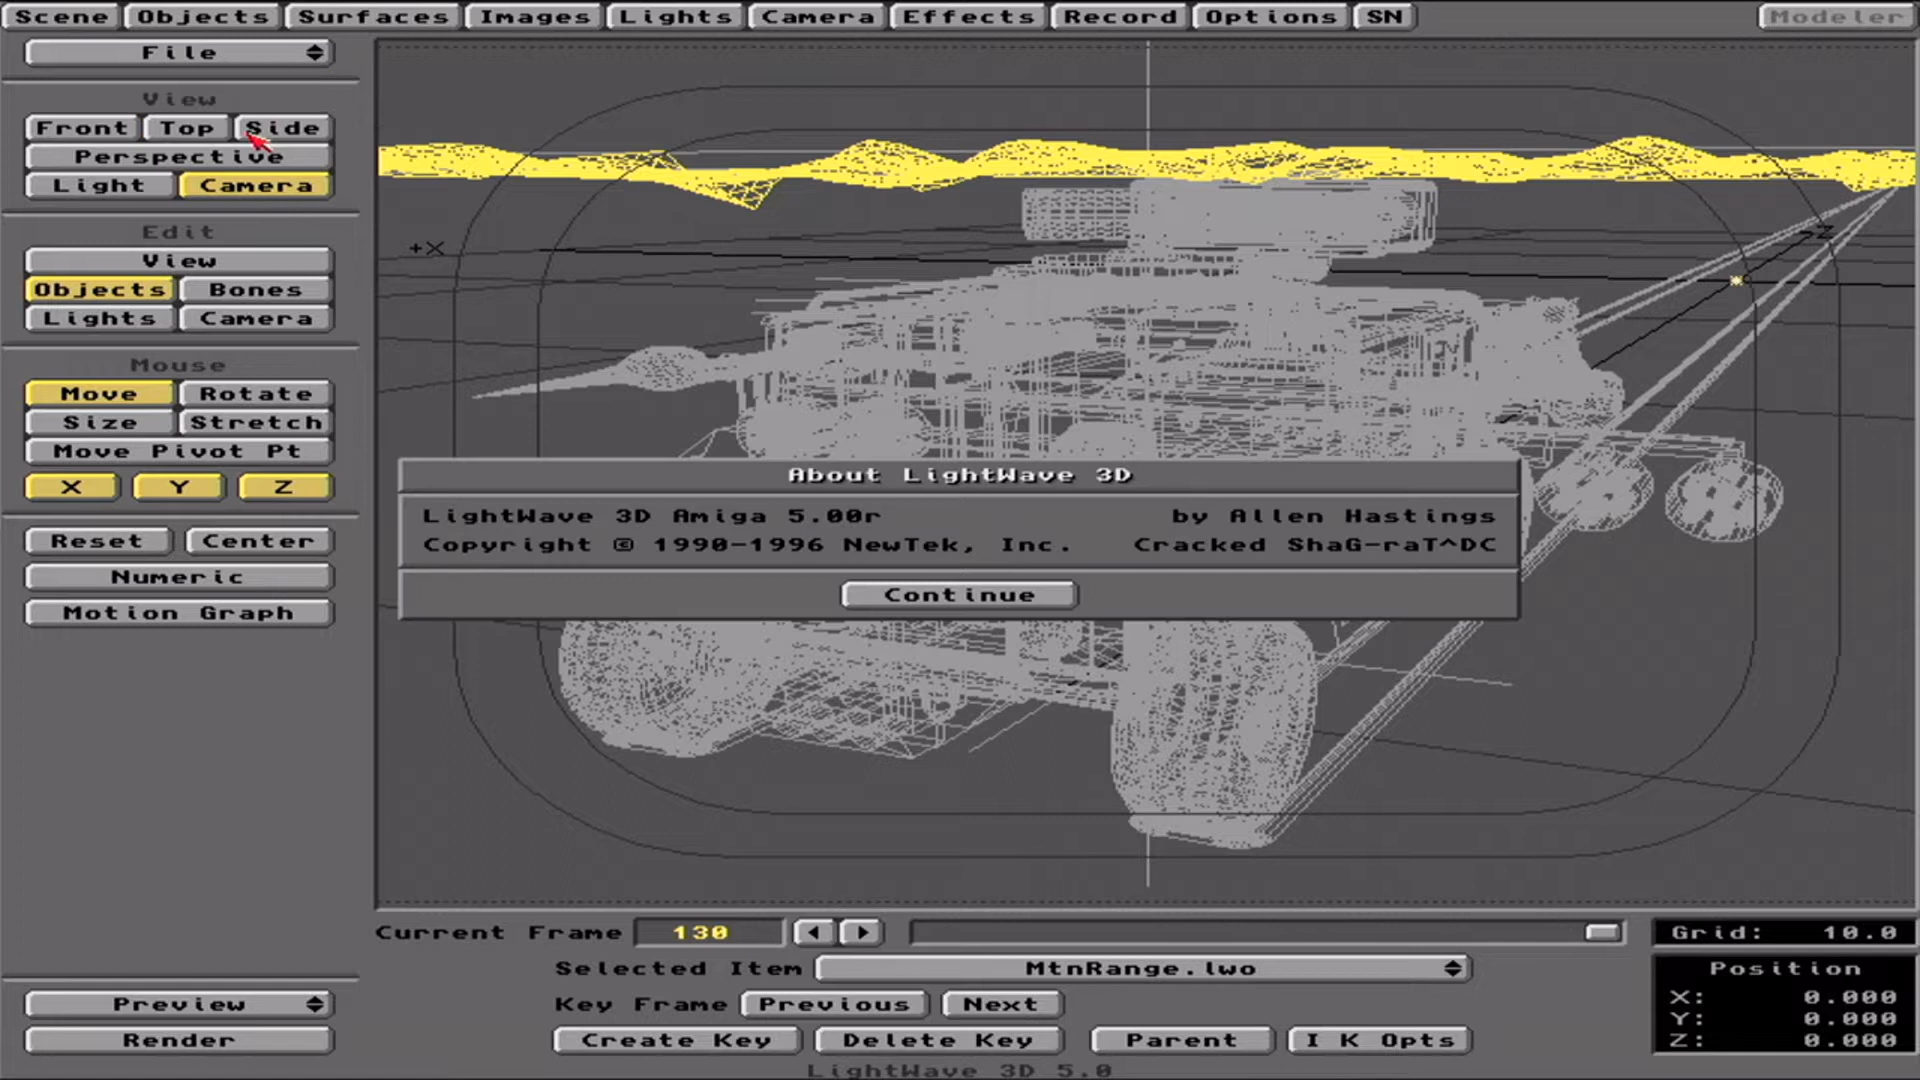 Scene Objects Surfaces Images Lights Camera Effects Record Options SN Modeler
File
View
Front Top Side
Perspective
Light Camera
Edit
View
Objects Bones
Lights Camera
Mouse
Move Rotate
Size Stretch
Move Pivot Pt
X Y Z
Reset Center
Numeric
Motion Graph
+X
Z
About LightWave 3D
LightWave 3D Amiga 5.00r by Allen Hastings
Copyright © 1990-1996 NewTek, Inc. Cracked ShaG-raT^DC
Continue
Current Frame 130
Grid: 10.0
Selected Item MtnRange.lwo
Position
Preview
Key Frame Previous Next
X: 0.000
Y: 0.000
Render
Create Key Delete Key Parent I K Opts
Z: 0.000
LightWave 3D 5.0